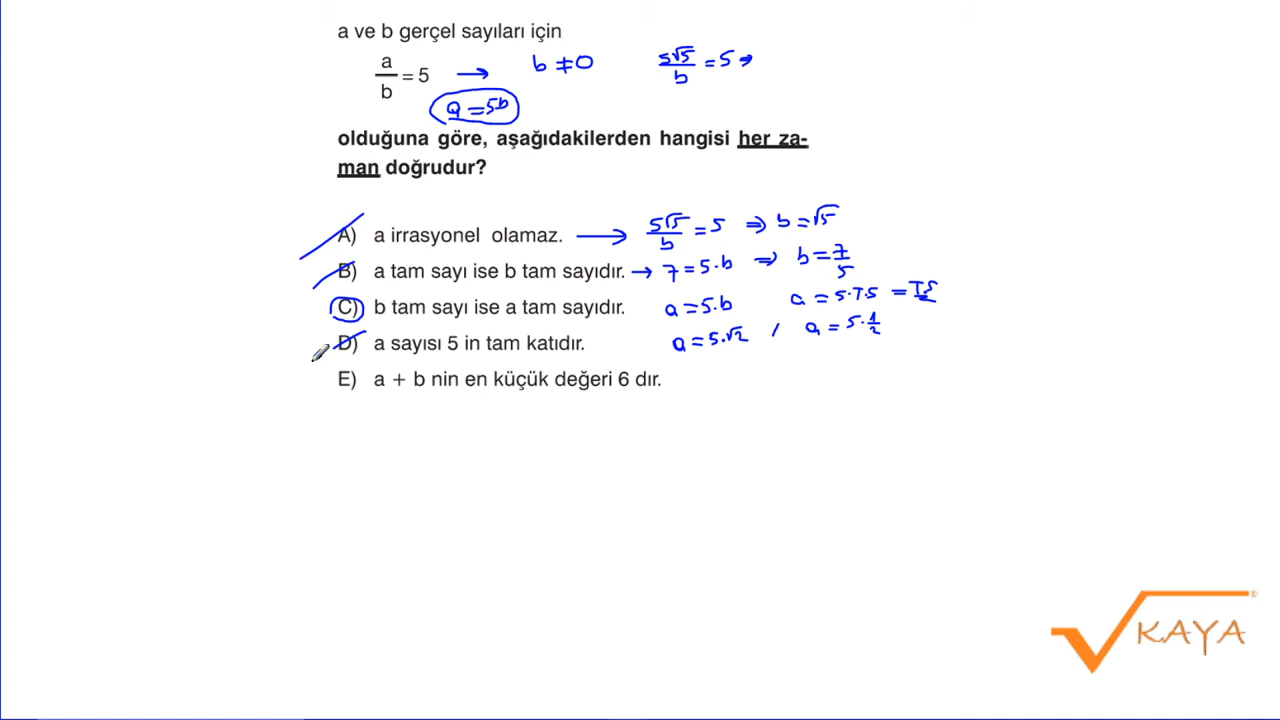 a ve b gerçel sayıları için
a/b = 5 → b ≠ 0 5√5/b = 5 ⇒
a = 5b
olduğuna göre, aşağıdakilerden hangisi her za-
man doğrudur?
A) a irrasyonel olamaz. → 5√5/b = 5 ⇒ b = √5
B) a tam sayı ise b tam sayıdır. → 7 = 5·b ⇒ b = 7/5
C) b tam sayı ise a tam sayıdır. a = 5·b a = 5·7·5
D) a sayısı 5 in tam katıdır. a = 5·√2 , a = 5·1/2
E) a + b nin en küçük değeri 6 dır.
KAYA